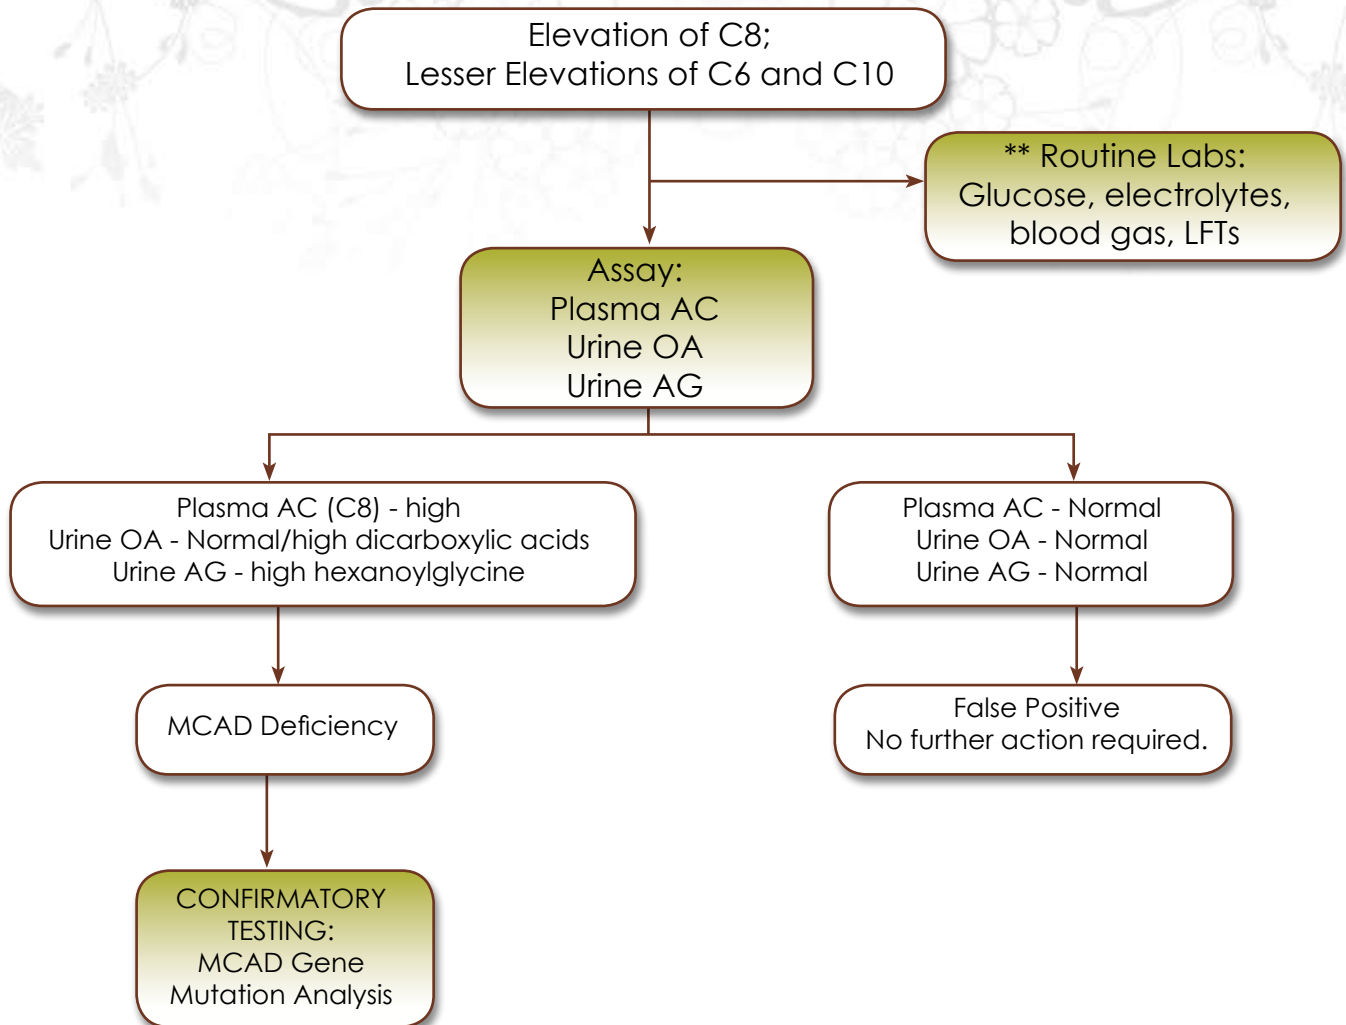 Elevation of C8;
Lesser Elevations of C6 and C10
** Routine Labs:
Glucose, electrolytes,
blood gas, LFTs
Assay:
Plasma AC
Urine OA
Urine AG
Plasma AC (C8) - high
Urine OA - Normal/high dicarboxylic acids
Urine AG - high hexanoylglycine
Plasma AC - Normal
Urine OA - Normal
Urine AG - Normal
MCAD Deficiency
False Positive
No further action required.
CONFIRMATORY
TESTING:
MCAD Gene
Mutation Analysis